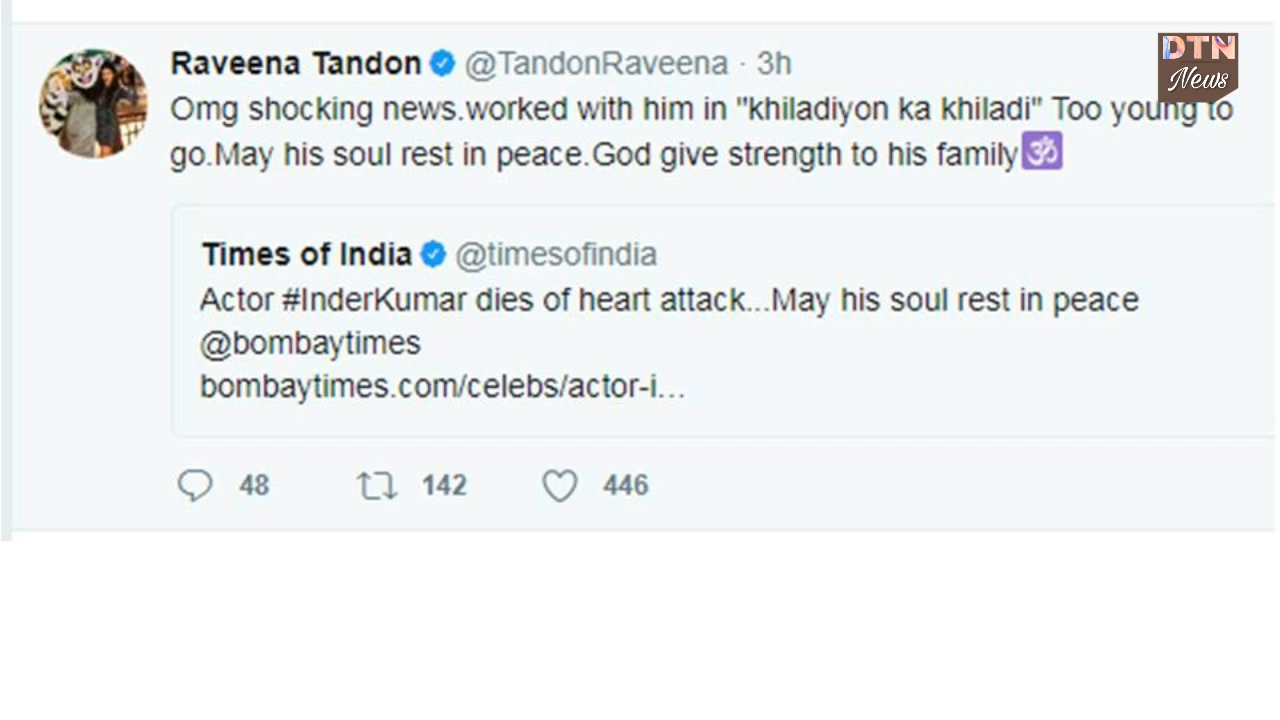 Raveena Tandon @TandonRaveena · 3h
DTN
News
Omg shocking news.worked with him in "khiladiyon ka khiladi" Too young to
go.May his soul rest in peace.God give strength to his family🕉
Times of India @timesofindia
Actor #InderKumar dies of heart attack...May his soul rest in peace
@bombaytimes
bombaytimes.com/celebs/actor-i...
48 142 446